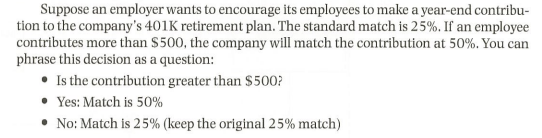 Suppose an employer wants to encourage its employees to make a year-end contribu-
tion to the company's 401K retirement plan. The standard match is 25%. If an employee
contributes more than $500, the company will match the contribution at 50%. You can
phrase this decision as a question:
• Is the contribution greater than $500?
• Yes: Match is 50%
• No: Match is 25% (keep the original 25% match)